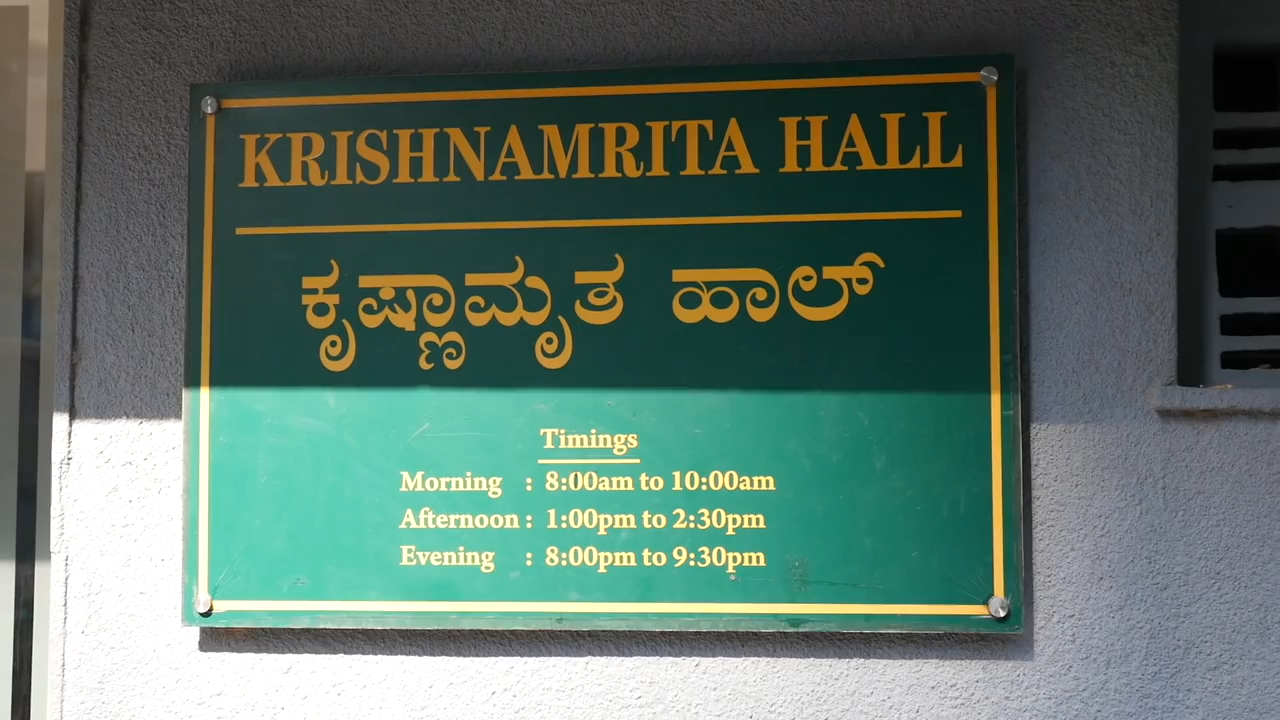 KRISHNAMRITA HALL
ಕೃಷ್ಣಾಮೃತ ಹಾಲ್
Timings
Morning : 8:00am to 10:00am
Afternoon : 1:00pm to 2:30pm
Evening : 8:00pm to 9:30pm